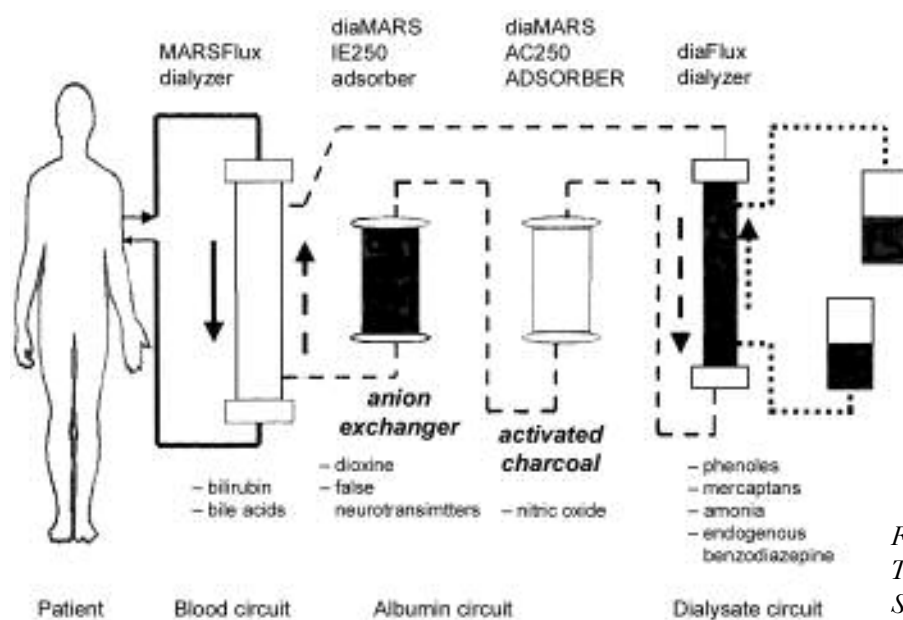 MARSFlux
dialyzer
diaMARS
IE250
adsorber
diaMARS
AC250
ADSORBER
diaFlux
dialyzer
anion
exchanger
activated
charcoal
– bilirubin
– bile acids
– dioxine
– false
neurotransimtters
– nitric oxide
– phenoles
– mercaptans
– amonia
– endogenous
benzodiazepine
Patient
Blood circuit
Albumin circuit
Dialysate circuit
F
T
S